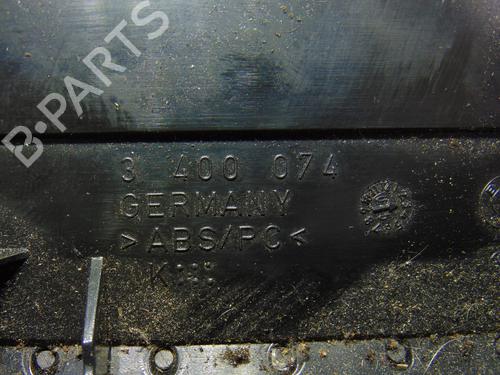 B-PARTS
3 400 074
GERMANY
>ABS/PC<
K